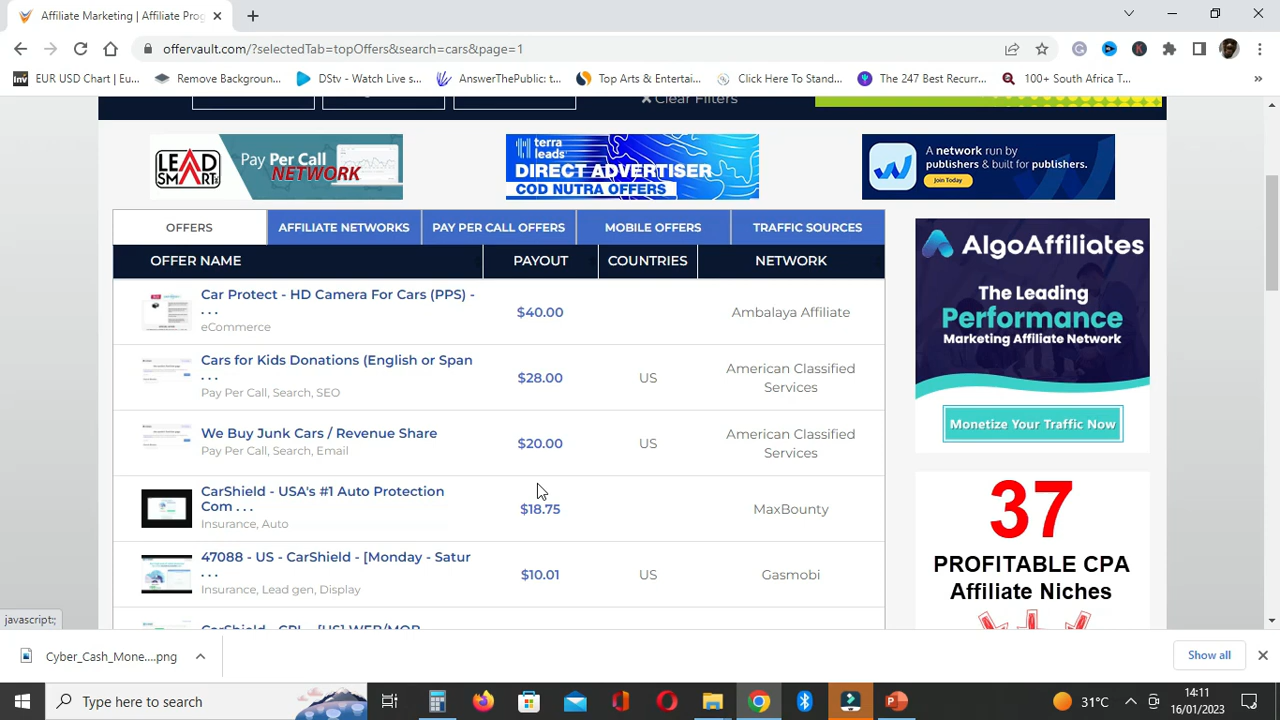 Affiliate Marketing | Affiliate Prog
offervault.com/?selectedTab=topOffers&search=cars&page=1
EUR USD Chart | Eu...
Remove Backgroun...
DStv - Watch Live s...
AnswerThePublic: t...
Top Arts & Entertai...
Click Here To Stand...
The 247 Best Recurr...
100+ South Africa T...
»
Clear Filters
LEAD SMART
Pay Per Call
NETWORK
terra leads
DIRECT ADVERTISER
COD NUTRA OFFERS
A network run by
publishers & built for publishers.
Join Today
OFFERS
AFFILIATE NETWORKS
PAY PER CALL OFFERS
MOBILE OFFERS
TRAFFIC SOURCES
OFFER NAME PAYOUT COUNTRIES NETWORK
Car Protect - HD Camera For Cars (PPS) -
. . .
eCommerce
$40.00
Ambalaya Affiliate
Cars for Kids Donations (English or Span
. . .
Pay Per Call, Search, SEO
$28.00
US
American Classified
Services
We Buy Junk Cars / Revenue Share
Pay Per Call, Search, Email
$20.00
US
American Classified
Services
CarShield - USA's #1 Auto Protection
Com . . .
Insurance, Auto
$18.75
MaxBounty
47088 - US - CarShield - [Monday - Satur
. . .
Insurance, Lead gen, Display
$10.01
US
Gasmobi
CarShield - CPL - [US] WEB/MOB
AlgoAffiliates
The Leading
Performance
Marketing Affiliate Network
Monetize Your Traffic Now
37
PROFITABLE CPA
Affiliate Niches
javascript:;
Cyber_Cash_Mone....png
Show all
Type here to search
31°C
14:11
16/01/2023